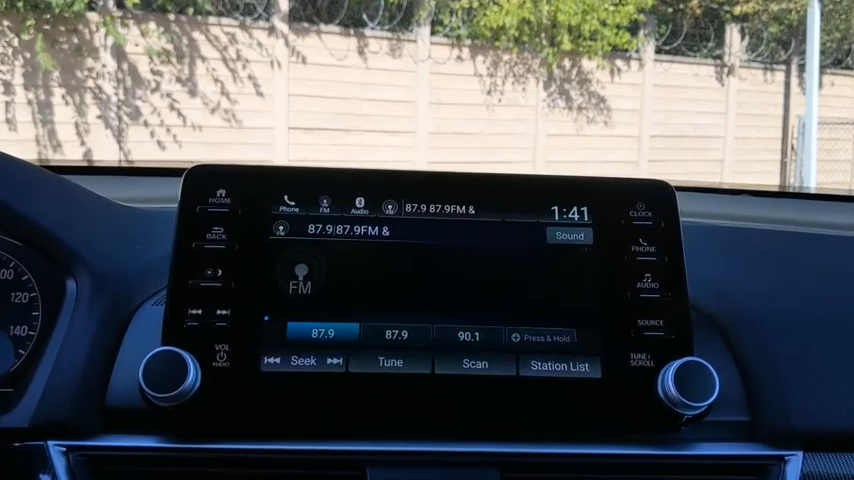 HOME
Phone FM Audio 87.9 87.9FM & 1:41
CLOCK
BACK
87.9|87.9FM &
Sound
PHONE
FM
AUDIO
87.9 87.9 90.1 Press & Hold
SOURCE
VOL
AUDIO
Seek Tune Scan Station List
TUNE/
SCROLL
120
140